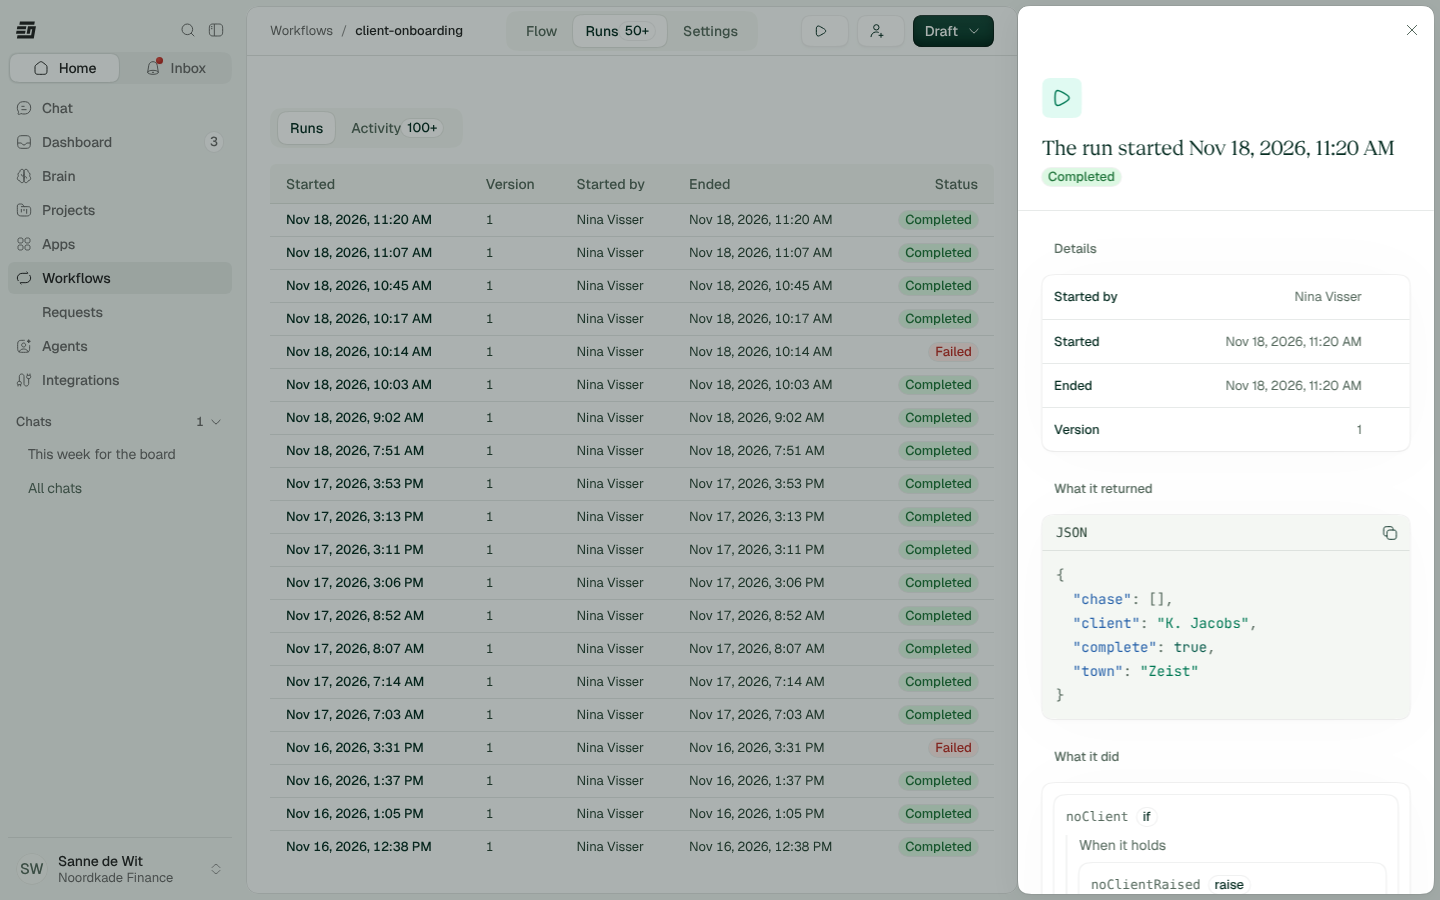 Home
Inbox
Chat
Dashboard 3
Brain
Projects
Apps
Workflows
Requests
Agents
Integrations
Chats 1
This week for the board
All chats
SW
Sanne de Wit
Noordkade Finance
Workflows / client-onboarding
Flow
Runs 50+
Settings
Draft
Runs
Activity 100+
Started Version Started by Ended Status
Nov 18, 2026, 11:20 AM 1 Nina Visser Nov 18, 2026, 11:20 AM Completed
Nov 18, 2026, 11:07 AM 1 Nina Visser Nov 18, 2026, 11:07 AM Completed
Nov 18, 2026, 10:45 AM 1 Nina Visser Nov 18, 2026, 10:45 AM Completed
Nov 18, 2026, 10:17 AM 1 Nina Visser Nov 18, 2026, 10:17 AM Completed
Nov 18, 2026, 10:14 AM 1 Nina Visser Nov 18, 2026, 10:14 AM Failed
Nov 18, 2026, 10:03 AM 1 Nina Visser Nov 18, 2026, 10:03 AM Completed
Nov 18, 2026, 9:02 AM 1 Nina Visser Nov 18, 2026, 9:02 AM Completed
Nov 18, 2026, 7:51 AM 1 Nina Visser Nov 18, 2026, 7:51 AM Completed
Nov 17, 2026, 3:53 PM 1 Nina Visser Nov 17, 2026, 3:53 PM Completed
Nov 17, 2026, 3:13 PM 1 Nina Visser Nov 17, 2026, 3:13 PM Completed
Nov 17, 2026, 3:11 PM 1 Nina Visser Nov 17, 2026, 3:11 PM Completed
Nov 17, 2026, 3:06 PM 1 Nina Visser Nov 17, 2026, 3:06 PM Completed
Nov 17, 2026, 8:52 AM 1 Nina Visser Nov 17, 2026, 8:52 AM Completed
Nov 17, 2026, 8:07 AM 1 Nina Visser Nov 17, 2026, 8:07 AM Completed
Nov 17, 2026, 7:14 AM 1 Nina Visser Nov 17, 2026, 7:14 AM Completed
Nov 17, 2026, 7:03 AM 1 Nina Visser Nov 17, 2026, 7:03 AM Completed
Nov 16, 2026, 3:31 PM 1 Nina Visser Nov 16, 2026, 3:31 PM Failed
Nov 16, 2026, 1:37 PM 1 Nina Visser Nov 16, 2026, 1:37 PM Completed
Nov 16, 2026, 1:05 PM 1 Nina Visser Nov 16, 2026, 1:05 PM Completed
Nov 16, 2026, 12:38 PM 1 Nina Visser Nov 16, 2026, 12:38 PM Completed
The run started Nov 18, 2026, 11:20 AM
Completed
Details
Started by Nina Visser
Started Nov 18, 2026, 11:20 AM
Ended Nov 18, 2026, 11:20 AM
Version 1
What it returned
JSON
{
"chase": [],
"client": "K. Jacobs",
"complete": true,
"town": "Zeist"
}
What it did
noClient if
When it holds
noClientRaised raise